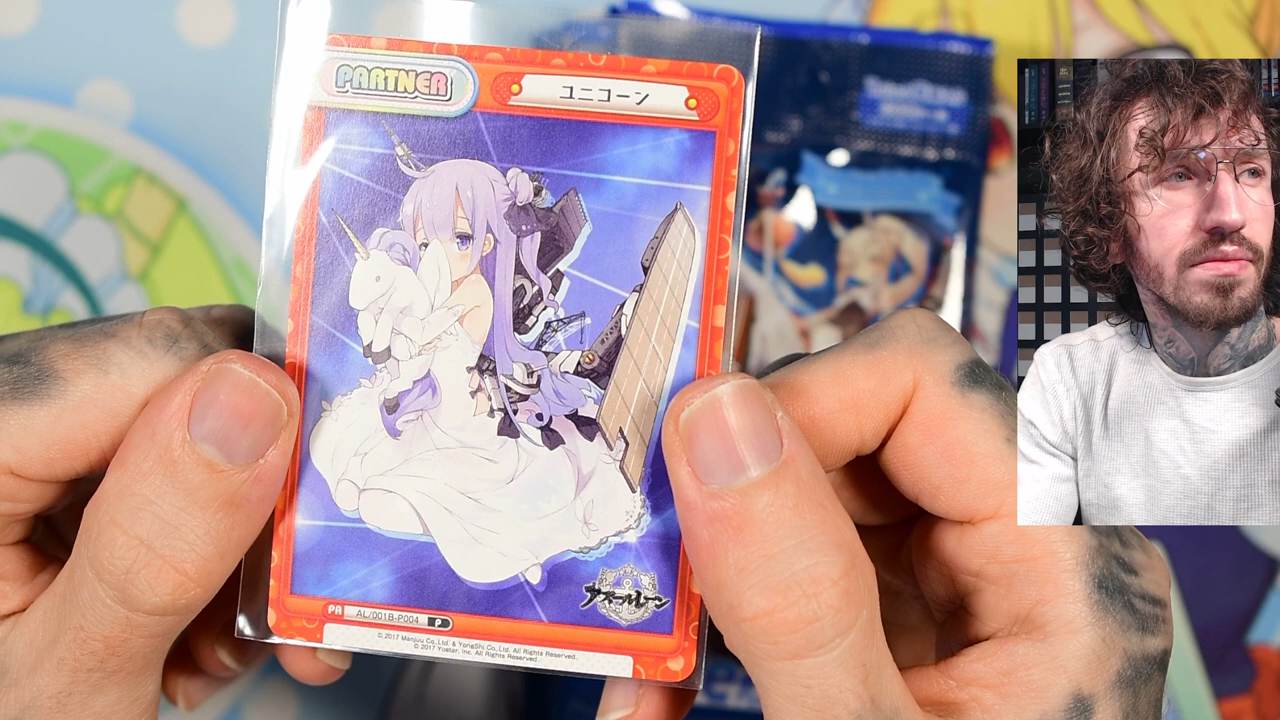 PARTNER
ユニコーン
アズールレーン
PA AL/001B-P004 P
© 2017 Manjuu Co.,Ltd. & YongShi Co.,Ltd. All Rights Reserved.
© 2017 Yostar, Inc. All Rights Reserved.